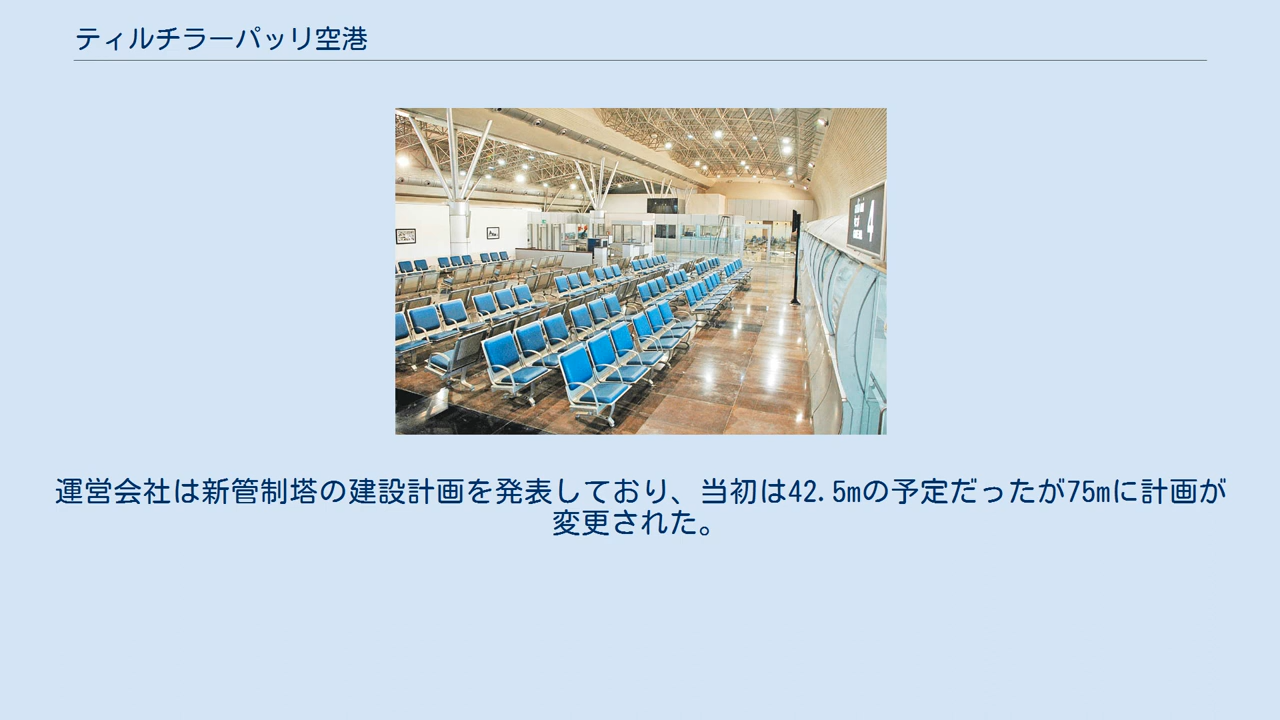 ティルチラーパッリ空港
4
運営会社は新管制塔の建設計画を発表しており、当初は42.5mの予定だったが75mに計画が
変更された。